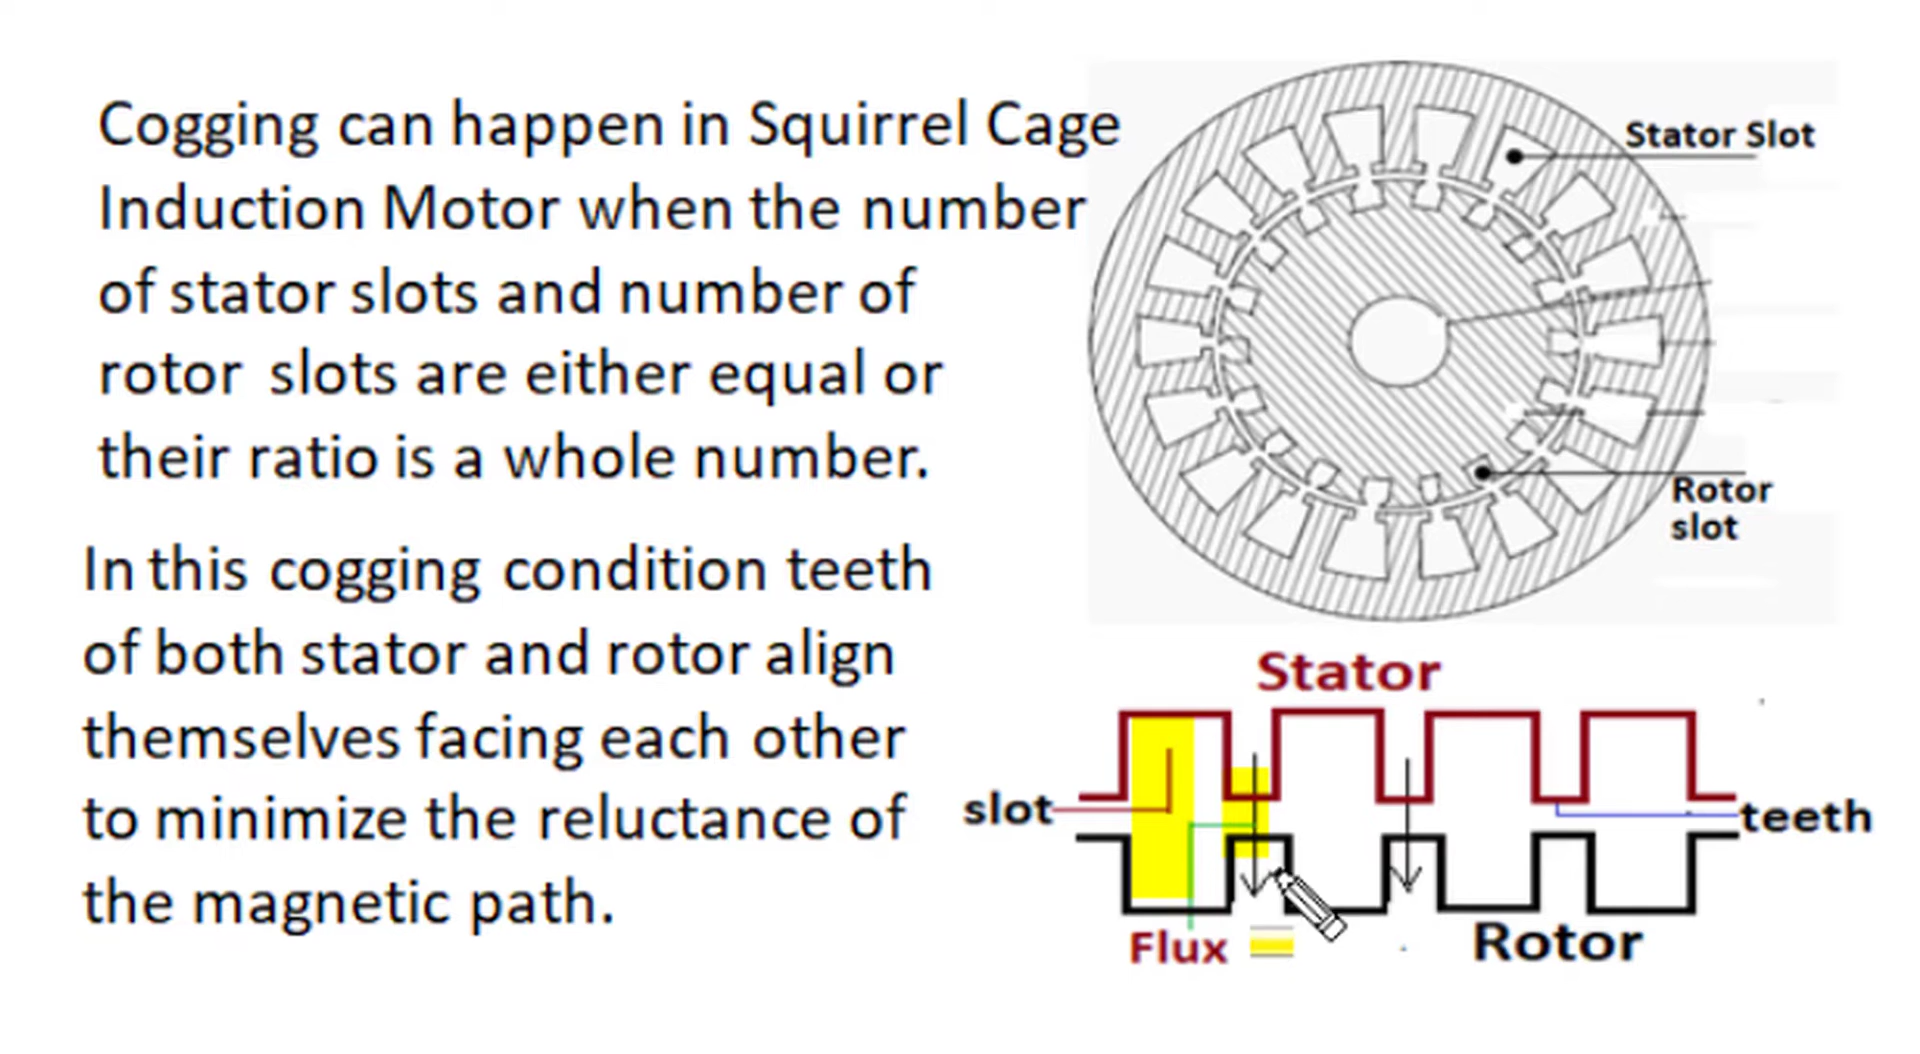 Cogging can happen in Squirrel Cage
Induction Motor when the number
of stator slots and number of
rotor slots are either equal or
their ratio is a whole number.
In this cogging condition teeth
of both stator and rotor align
themselves facing each other
to minimize the reluctance of
the magnetic path.
Stator Slot
Rotor
slot
Stator
slot
teeth
Flux
Rotor